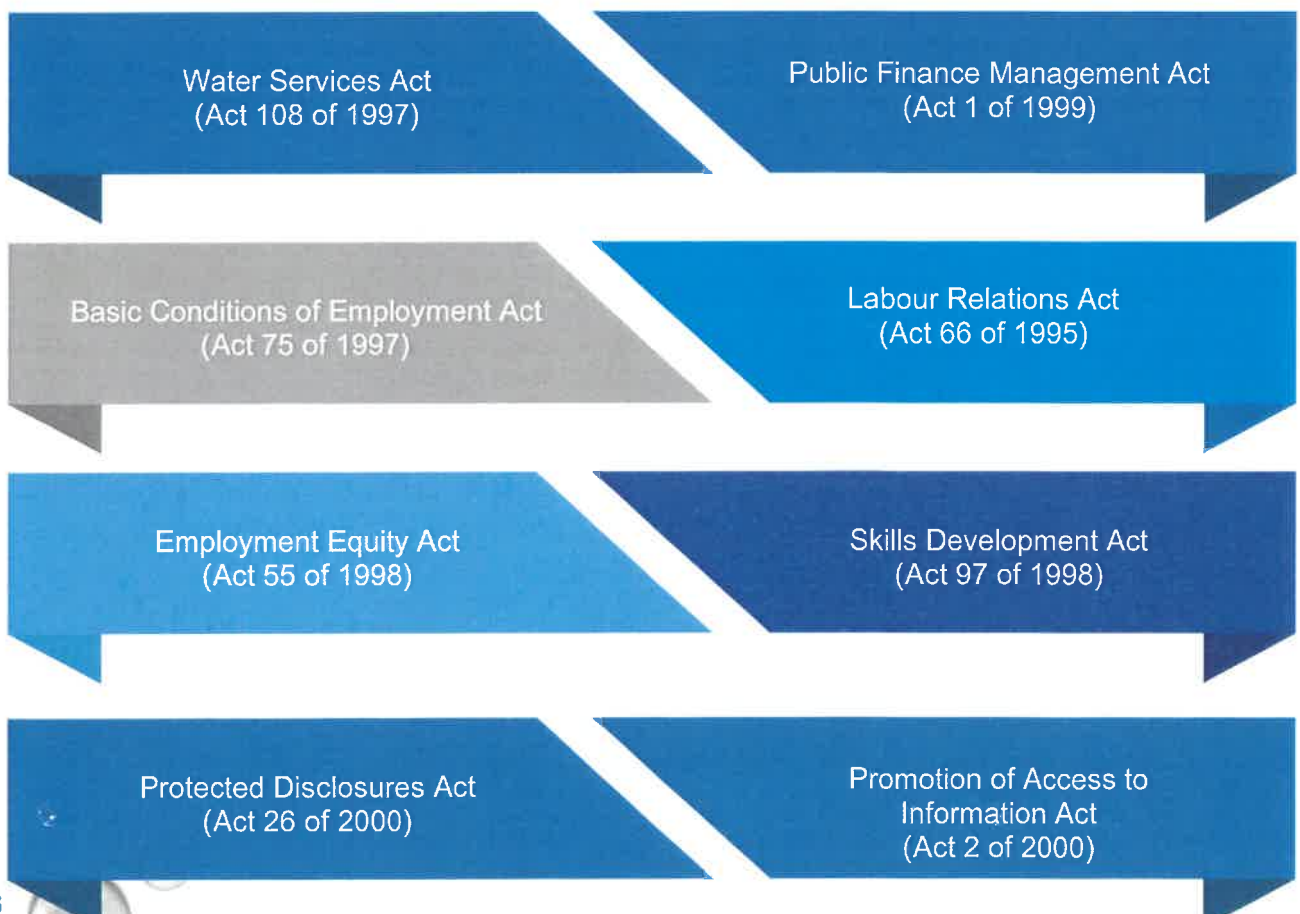 Water Services Act
(Act 108 of 1997)
Public Finance Management Act
(Act 1 of 1999)
Basic Conditions of Employment Act
(Act 75 of 1997)
Labour Relations Act
(Act 66 of 1995)
Employment Equity Act
(Act 55 of 1998)
Skills Development Act
(Act 97 of 1998)
Protected Disclosures Act
(Act 26 of 2000)
Promotion of Access to
Information Act
(Act 2 of 2000)